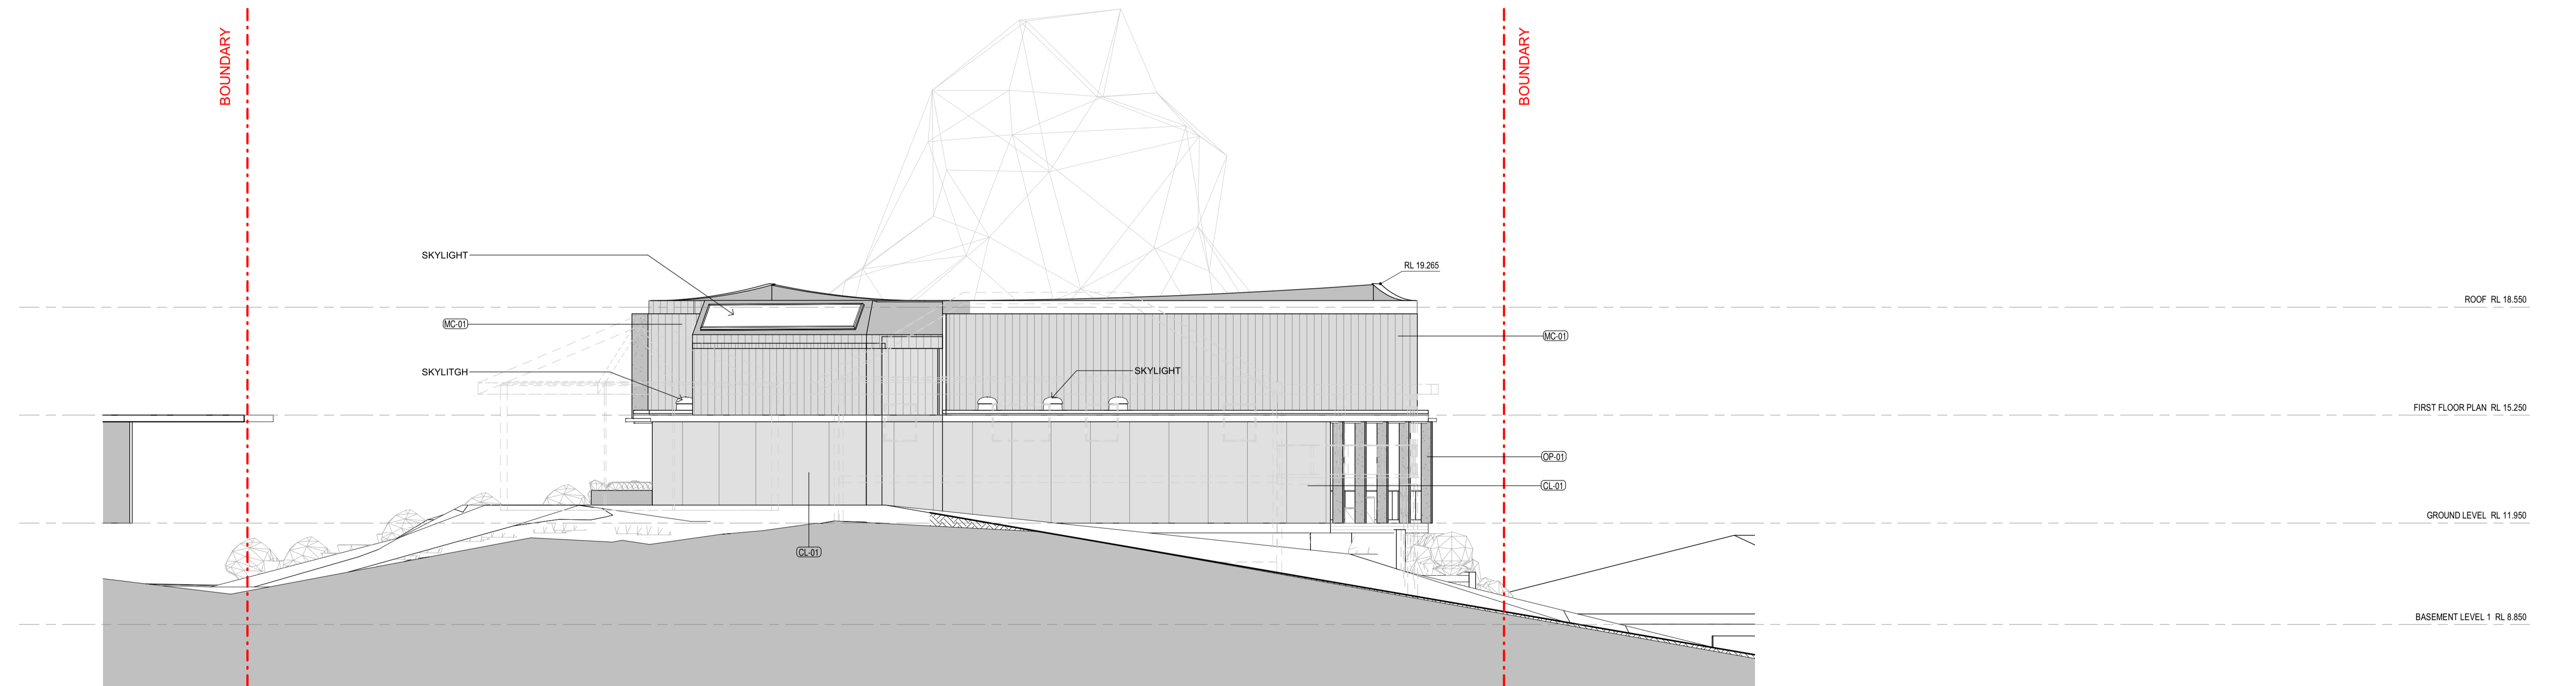 BOUNDARY
BOUNDARY
SKYLIGHT
RL 19.265
ROOF RL 18.550
MC-01
MC-01
SKYLITGH
SKYLIGHT
FIRST FLOOR PLAN RL 15.250
OP-01
CL-01
GROUND LEVEL RL 11.950
CL-01
BASEMENT LEVEL 1 RL 8.850